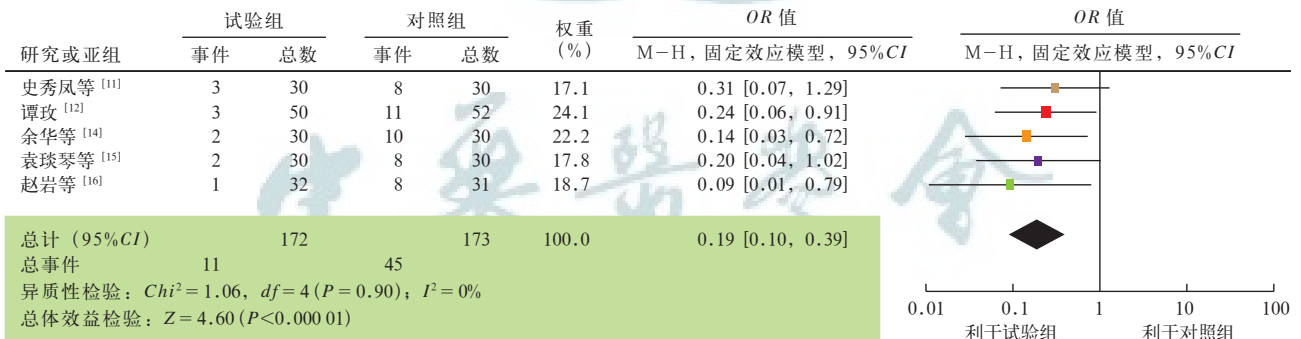 试验组 对照组 权重 OR 值 OR 值
研究或亚组 事件 总数 事件 总数 (%) M-H,固定效应模型,95%CI M-H,固定效应模型,95%CI
史秀凤等 [11] 3 30 8 30 17.1 0.31 [0.07, 1.29]
谭玫 [12] 3 50 11 52 24.1 0.24 [0.06, 0.91]
余华等 [14] 2 30 10 30 22.2 0.14 [0.03, 0.72]
袁琰琴等 [15] 2 30 8 30 17.8 0.20 [0.04, 1.02]
赵岩等 [16] 1 32 8 31 18.7 0.09 [0.01, 0.79]
总计 (95%CI) 172 173 100.0 0.19 [0.10, 0.39]
总事件 11 45
异质性检验:Chi²=1.06, df=4(P=0.90);I²=0%
总体效益检验:Z=4.60(P<0.000 01)
0.01 0.1 1 10 100
利于试验组 利于对照组